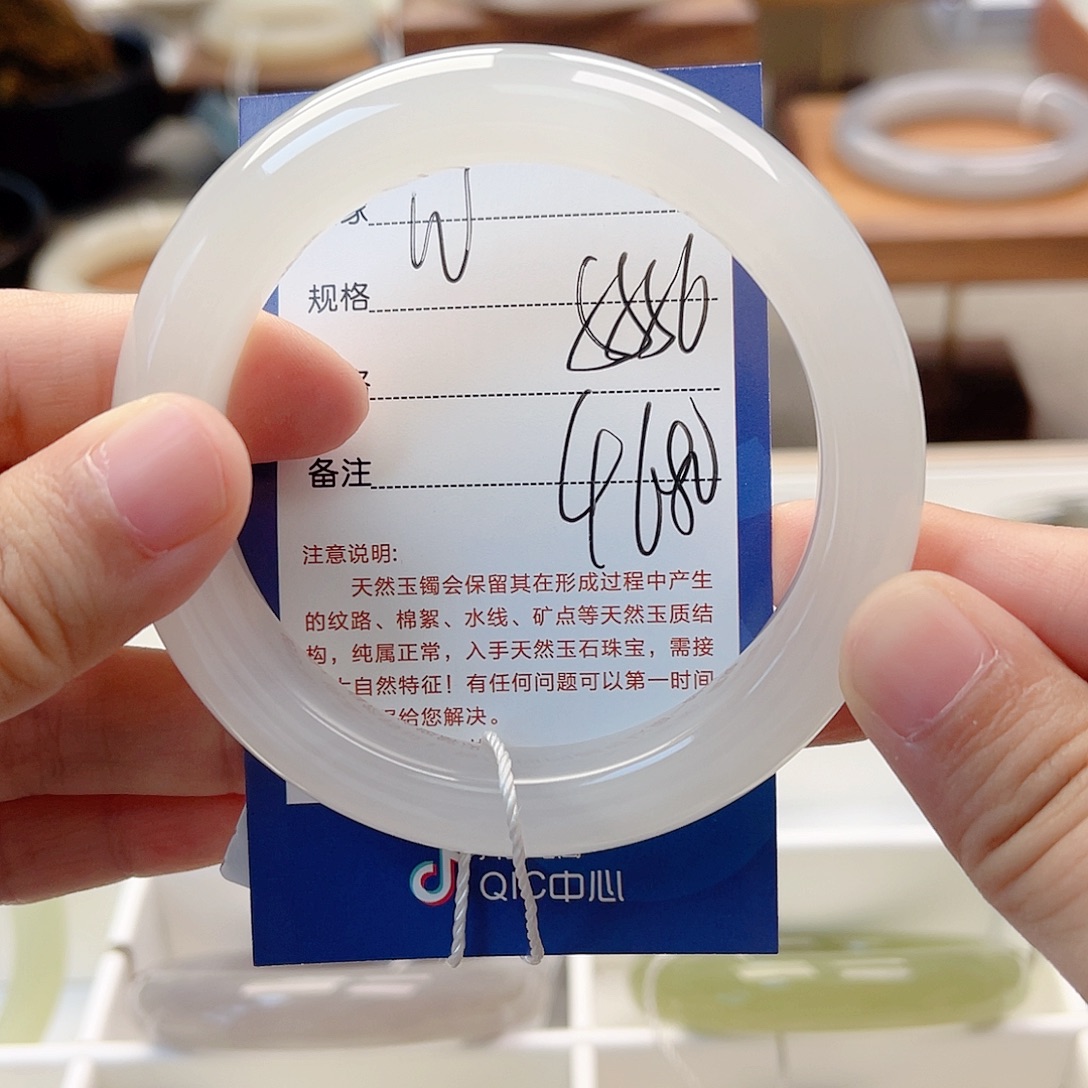 家 W
规格 556
备注 4680
注意说明:
天然玉镯会保留其在形成过程中产生
的纹路、棉絮、水线、矿点等天然玉质结
构，纯属正常，入手天然玉石珠宝，需接
自然特征！有任何问题可以第一时间
给您解决。
QIC中心